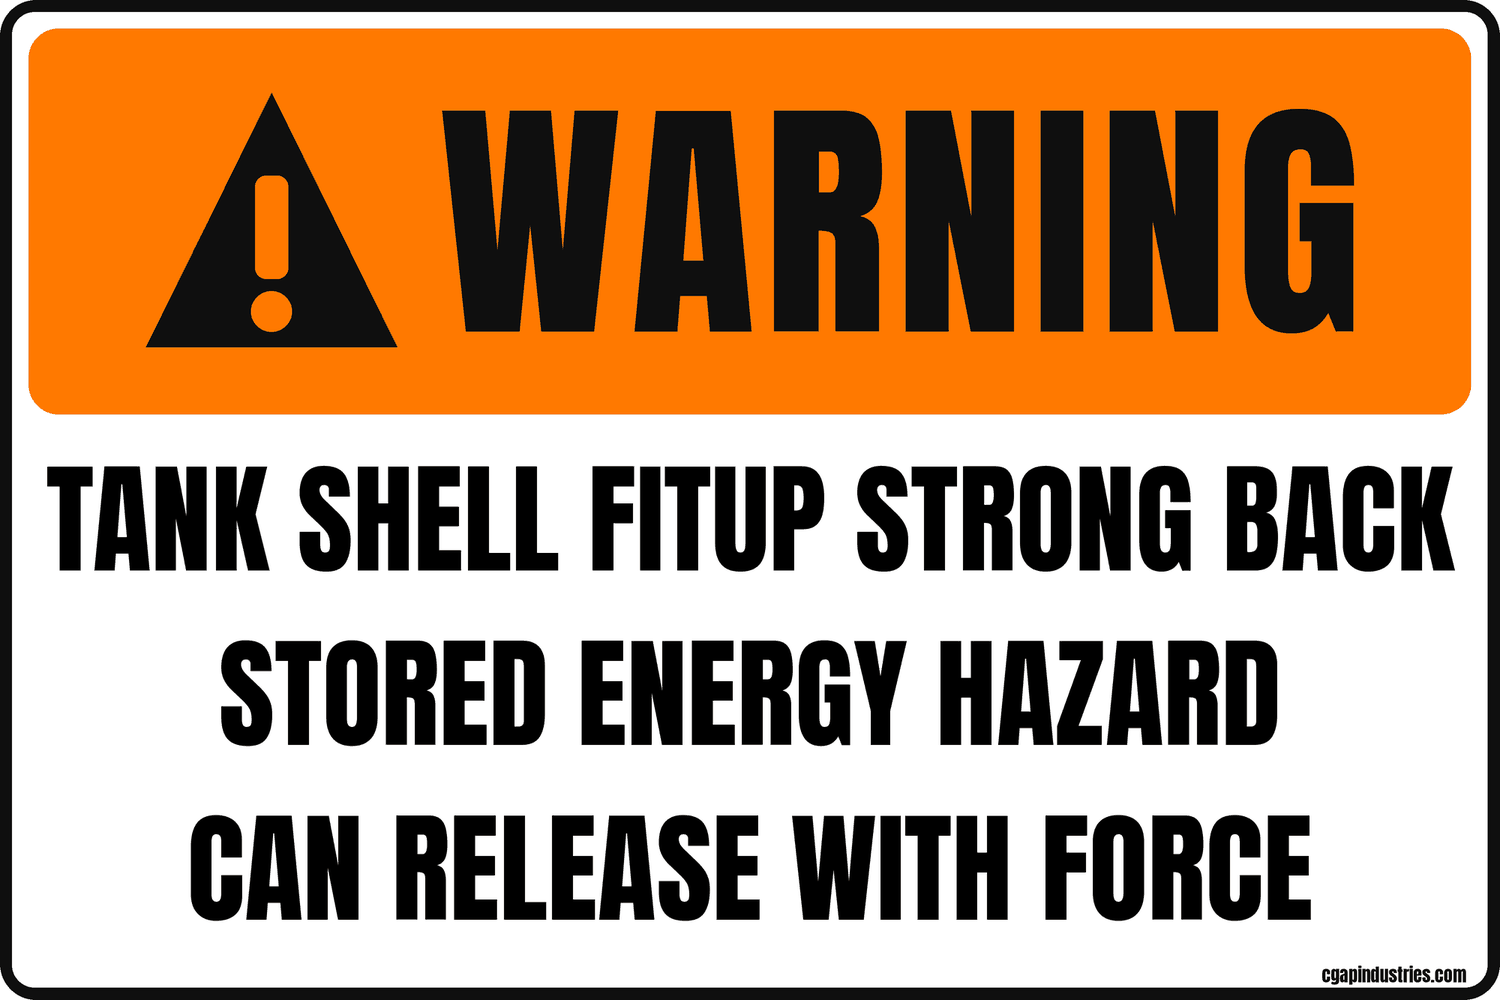 WARNING
TANK SHELL FITUP STRONG BACK
STORED ENERGY HAZARD
CAN RELEASE WITH FORCE
cgapindustries.com